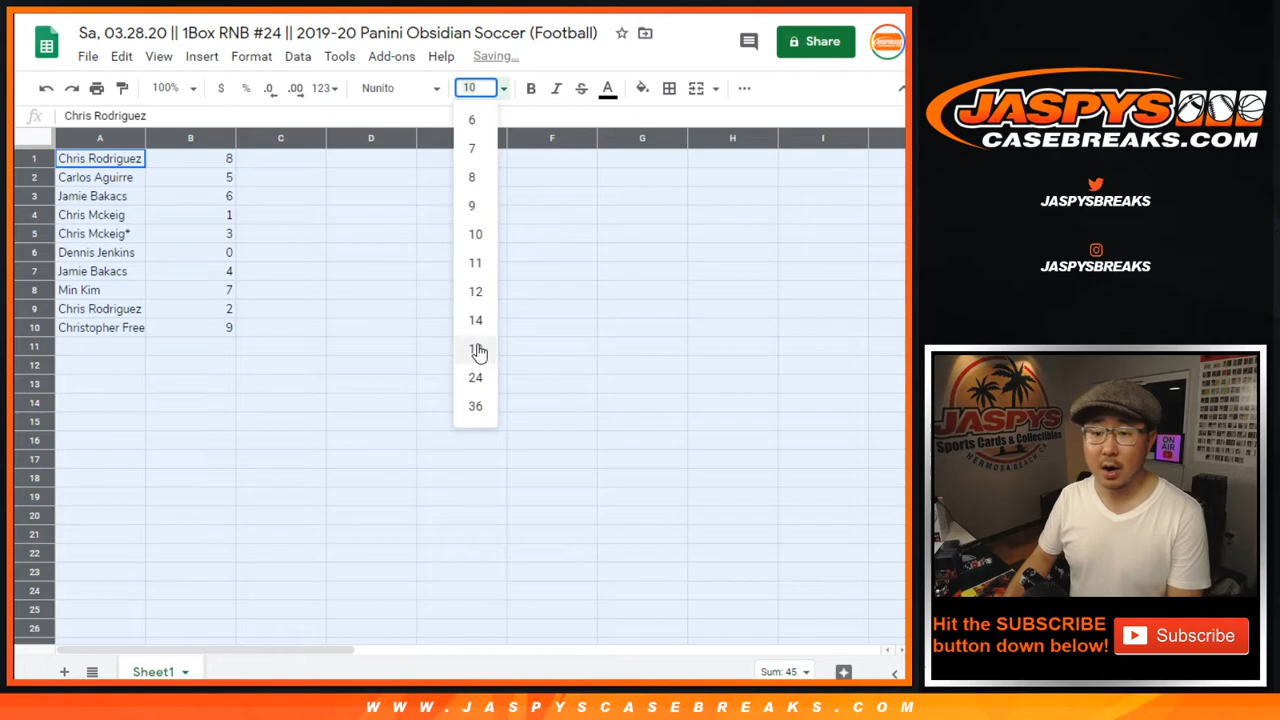 Sa, 03.28.20 || 1Box RNB #24 || 2019-20 Panini Obsidian Soccer (Football)
File Edit View Insert Format Data Tools Add-ons Help Saving...
Share
100% $ % .0 .00 123 Nunito 10 B I S A ...
fx Chris Rodriguez
A B C D F G H I
1 Chris Rodriguez 8
2 Carlos Aguirre 5
3 Jamie Bakacs 6
4 Chris Mckeig 1
5 Chris Mckeig* 3
6 Dennis Jenkins 0
7 Jamie Bakacs 4
8 Min Kim 7
9 Chris Rodriguez 2
10 Christopher Free 9
11
12
13
14
15
16
17
18
19
20
21
22
23
24
25
26
6
7
8
9
10
11
12
14
24
36
Sheet1
Sum: 45
JASPYS
CASEBREAKS.COM
JASPYSBREAKS
JASPYSBREAKS
JASPYS
Sports Cards & Collectibles
HERMOSA BEACH, CA
ON AIR
Hit the SUBSCRIBE
button down below!
Subscribe
WWW.JASPYSCASEBREAKS.COM